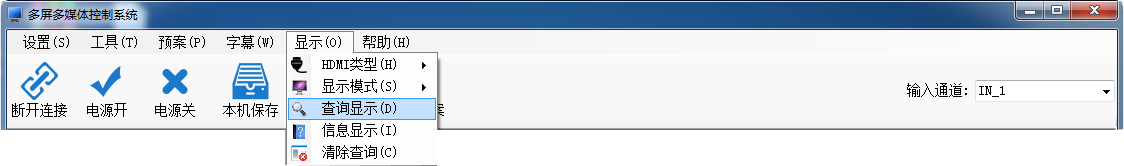 多屏多媒体控制系统
设置(S) 工具(T) 预案(P) 字幕(W) 显示(O) 帮助(H)
HDMI类型(H)
显示模式(S)
查询显示(D)
信息显示(I)
清除查询(C)
断开连接 电源开 电源关 本机保存 案
输入通道: IN_1